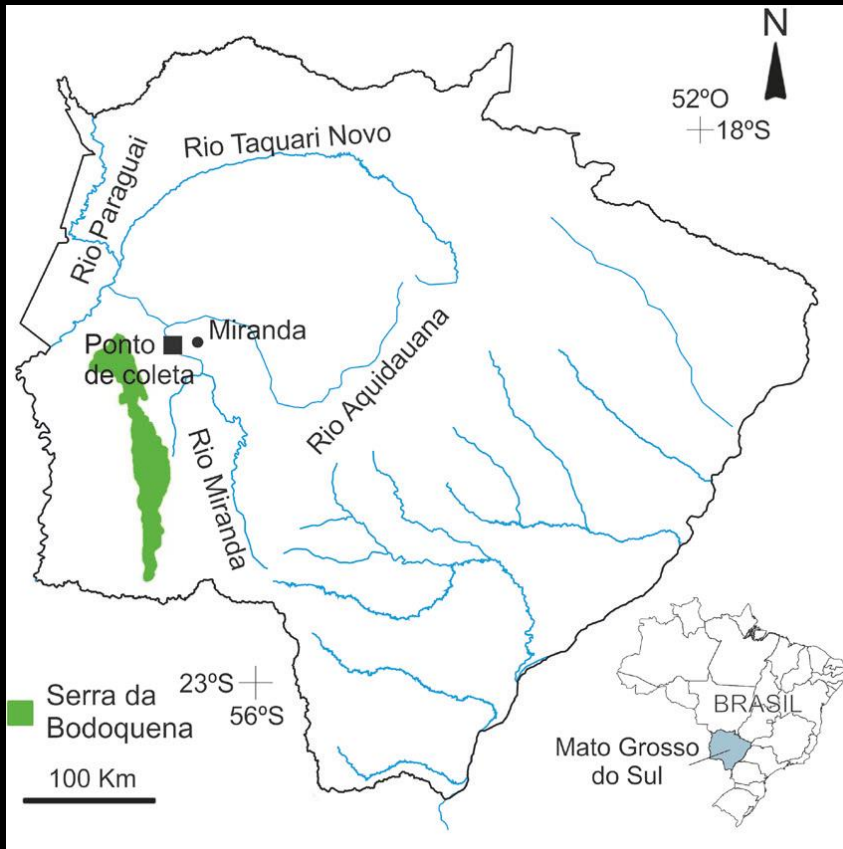 N
52ºO
18ºS
Rio Taquari Novo
Rio Paraguai
Miranda
Ponto
de coleta
Rio Aquidauana
Rio Miranda
23ºS
56ºS
Serra da
Bodoquena
100 Km
BRASIL
Mato Grosso
do Sul